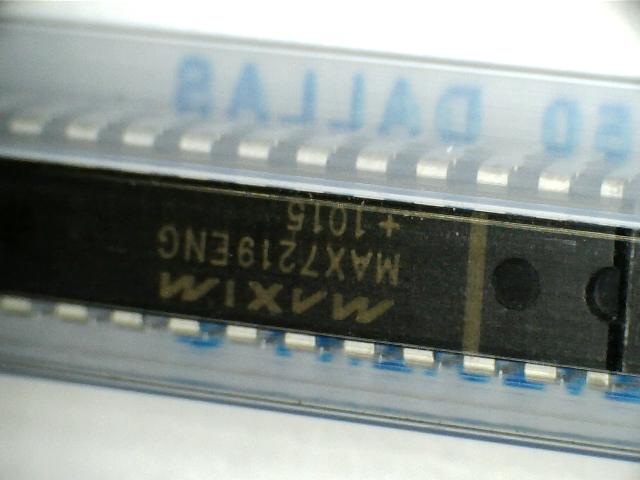 MAXIM
MAX7219ENG
+1015
DALLAS